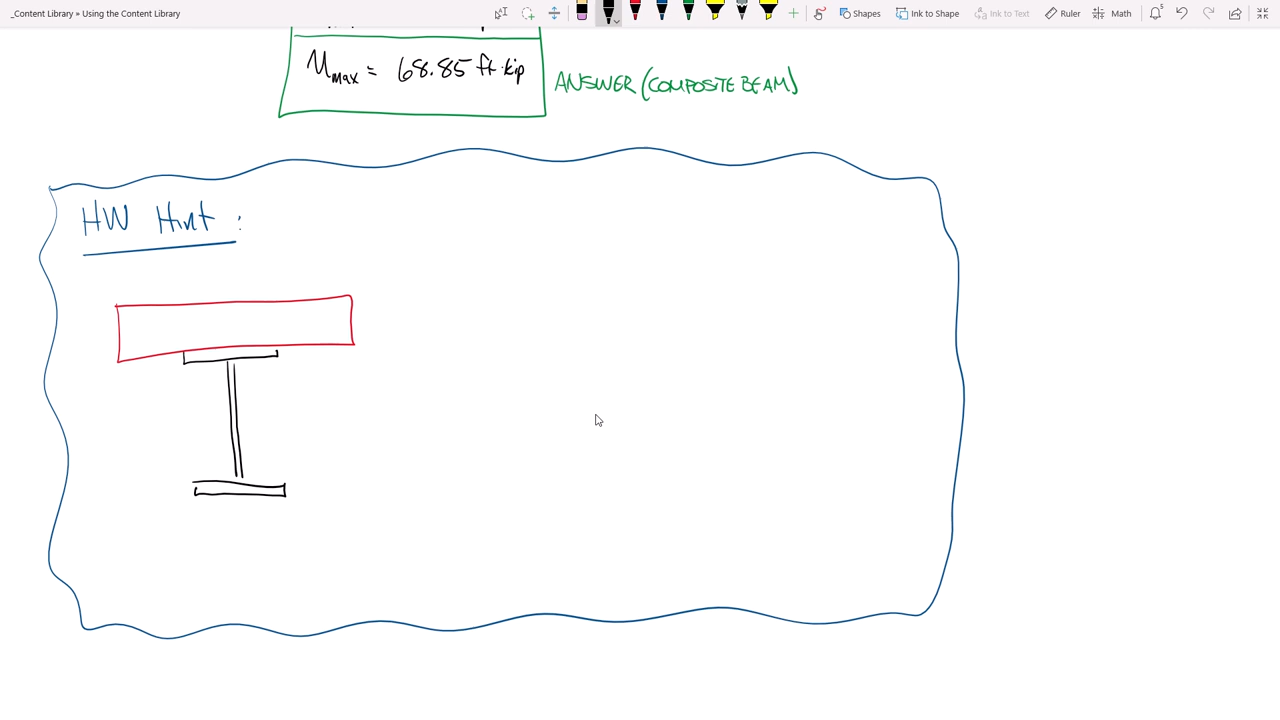 _Content Library » Using the Content Library
Shapes
Ink to Shape
Ink to Text
Ruler
Math
5
Mmax = 68.85 ft·kip
ANSWER (COMPOSITE BEAM)
HW Hint :